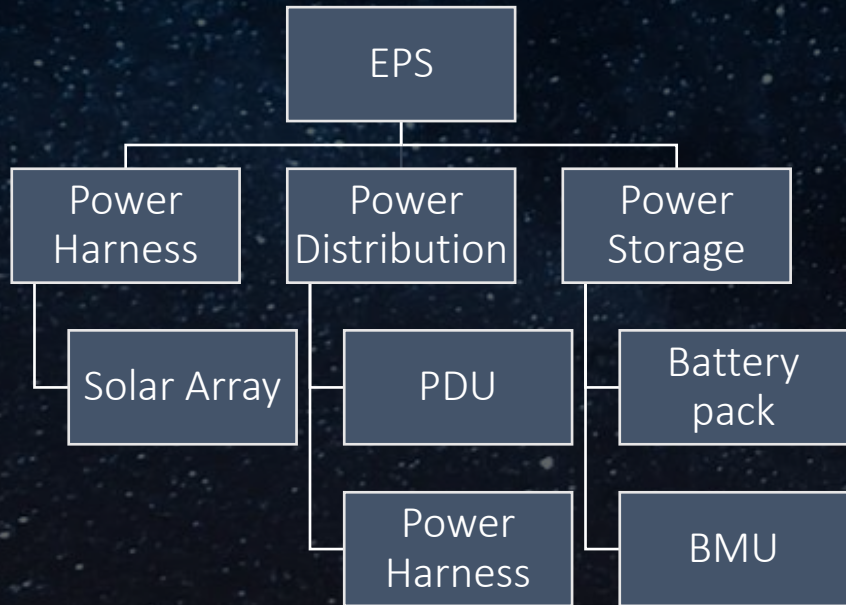 EPS
Power
Harness
Power
Distribution
Power
Storage
Solar Array
PDU
Battery
pack
Power
Harness
BMU